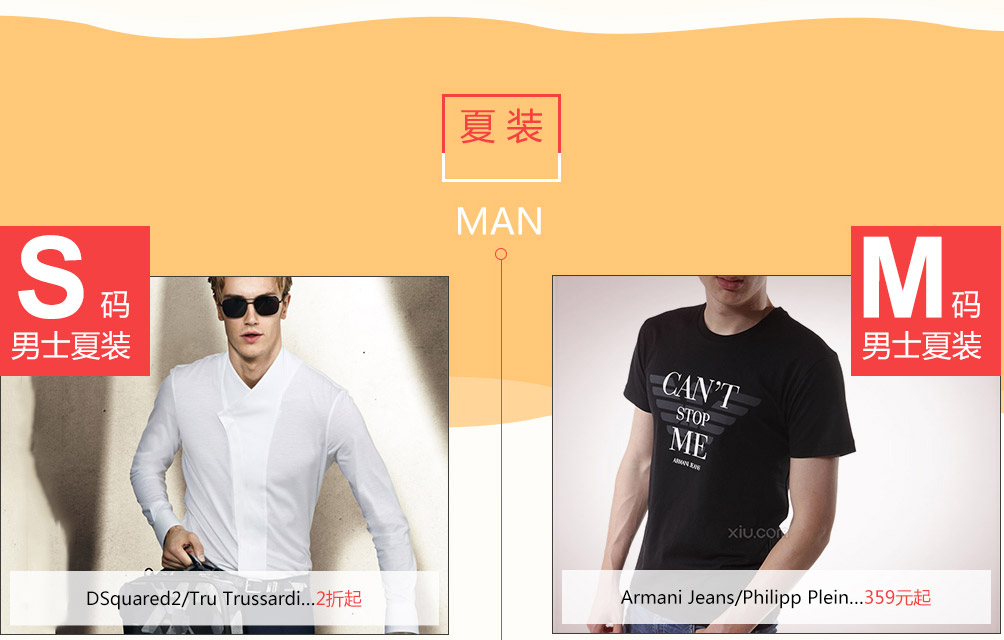 夏装
MAN
S码
男士夏装
M码
男士夏装
CAN'T
STOP
ME
ARMANI JEANS
xiu.com
DSquared2/Tru Trussardi...2折起
Armani Jeans/Philipp Plein...359元起